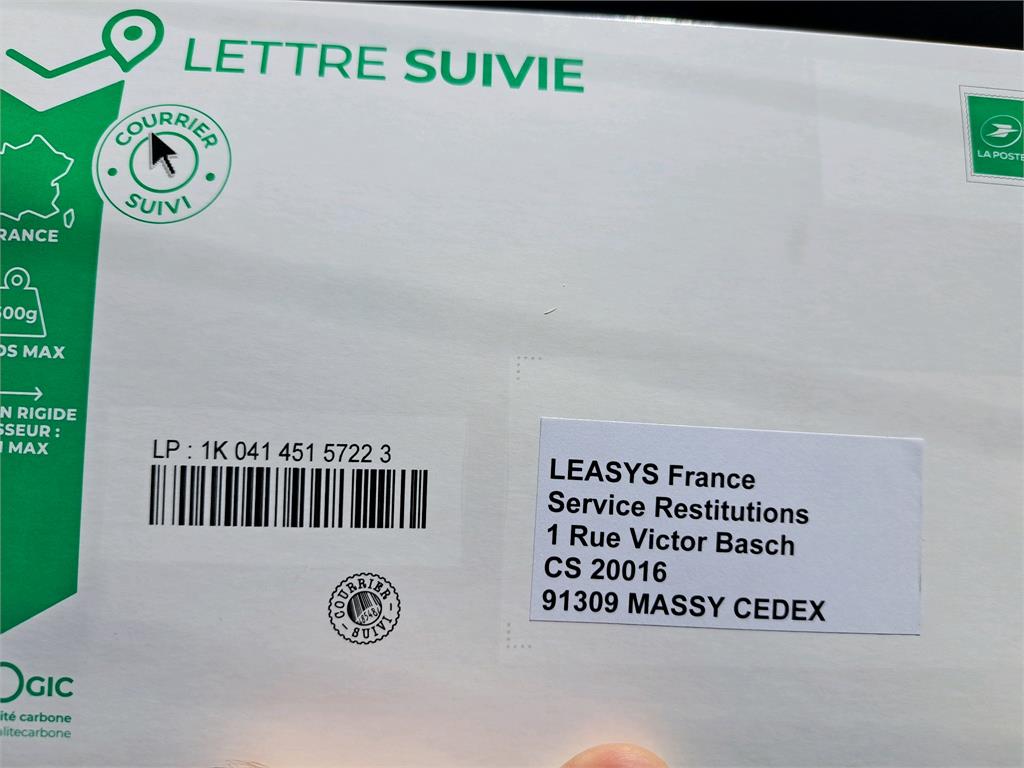 LETTRE SUIVIE
COURRIER
SUIVI
LA POSTE
RANCE
00g
DS MAX
N RIGIDE
SSEUR :
MAX
LP : 1K 041 451 5722 3
LEASYS France
Service Restitutions
1 Rue Victor Basch
CS 20016
91309 MASSY CEDEX
COURRIER
SUIVI
GIC
ité carbone
alitecarbone